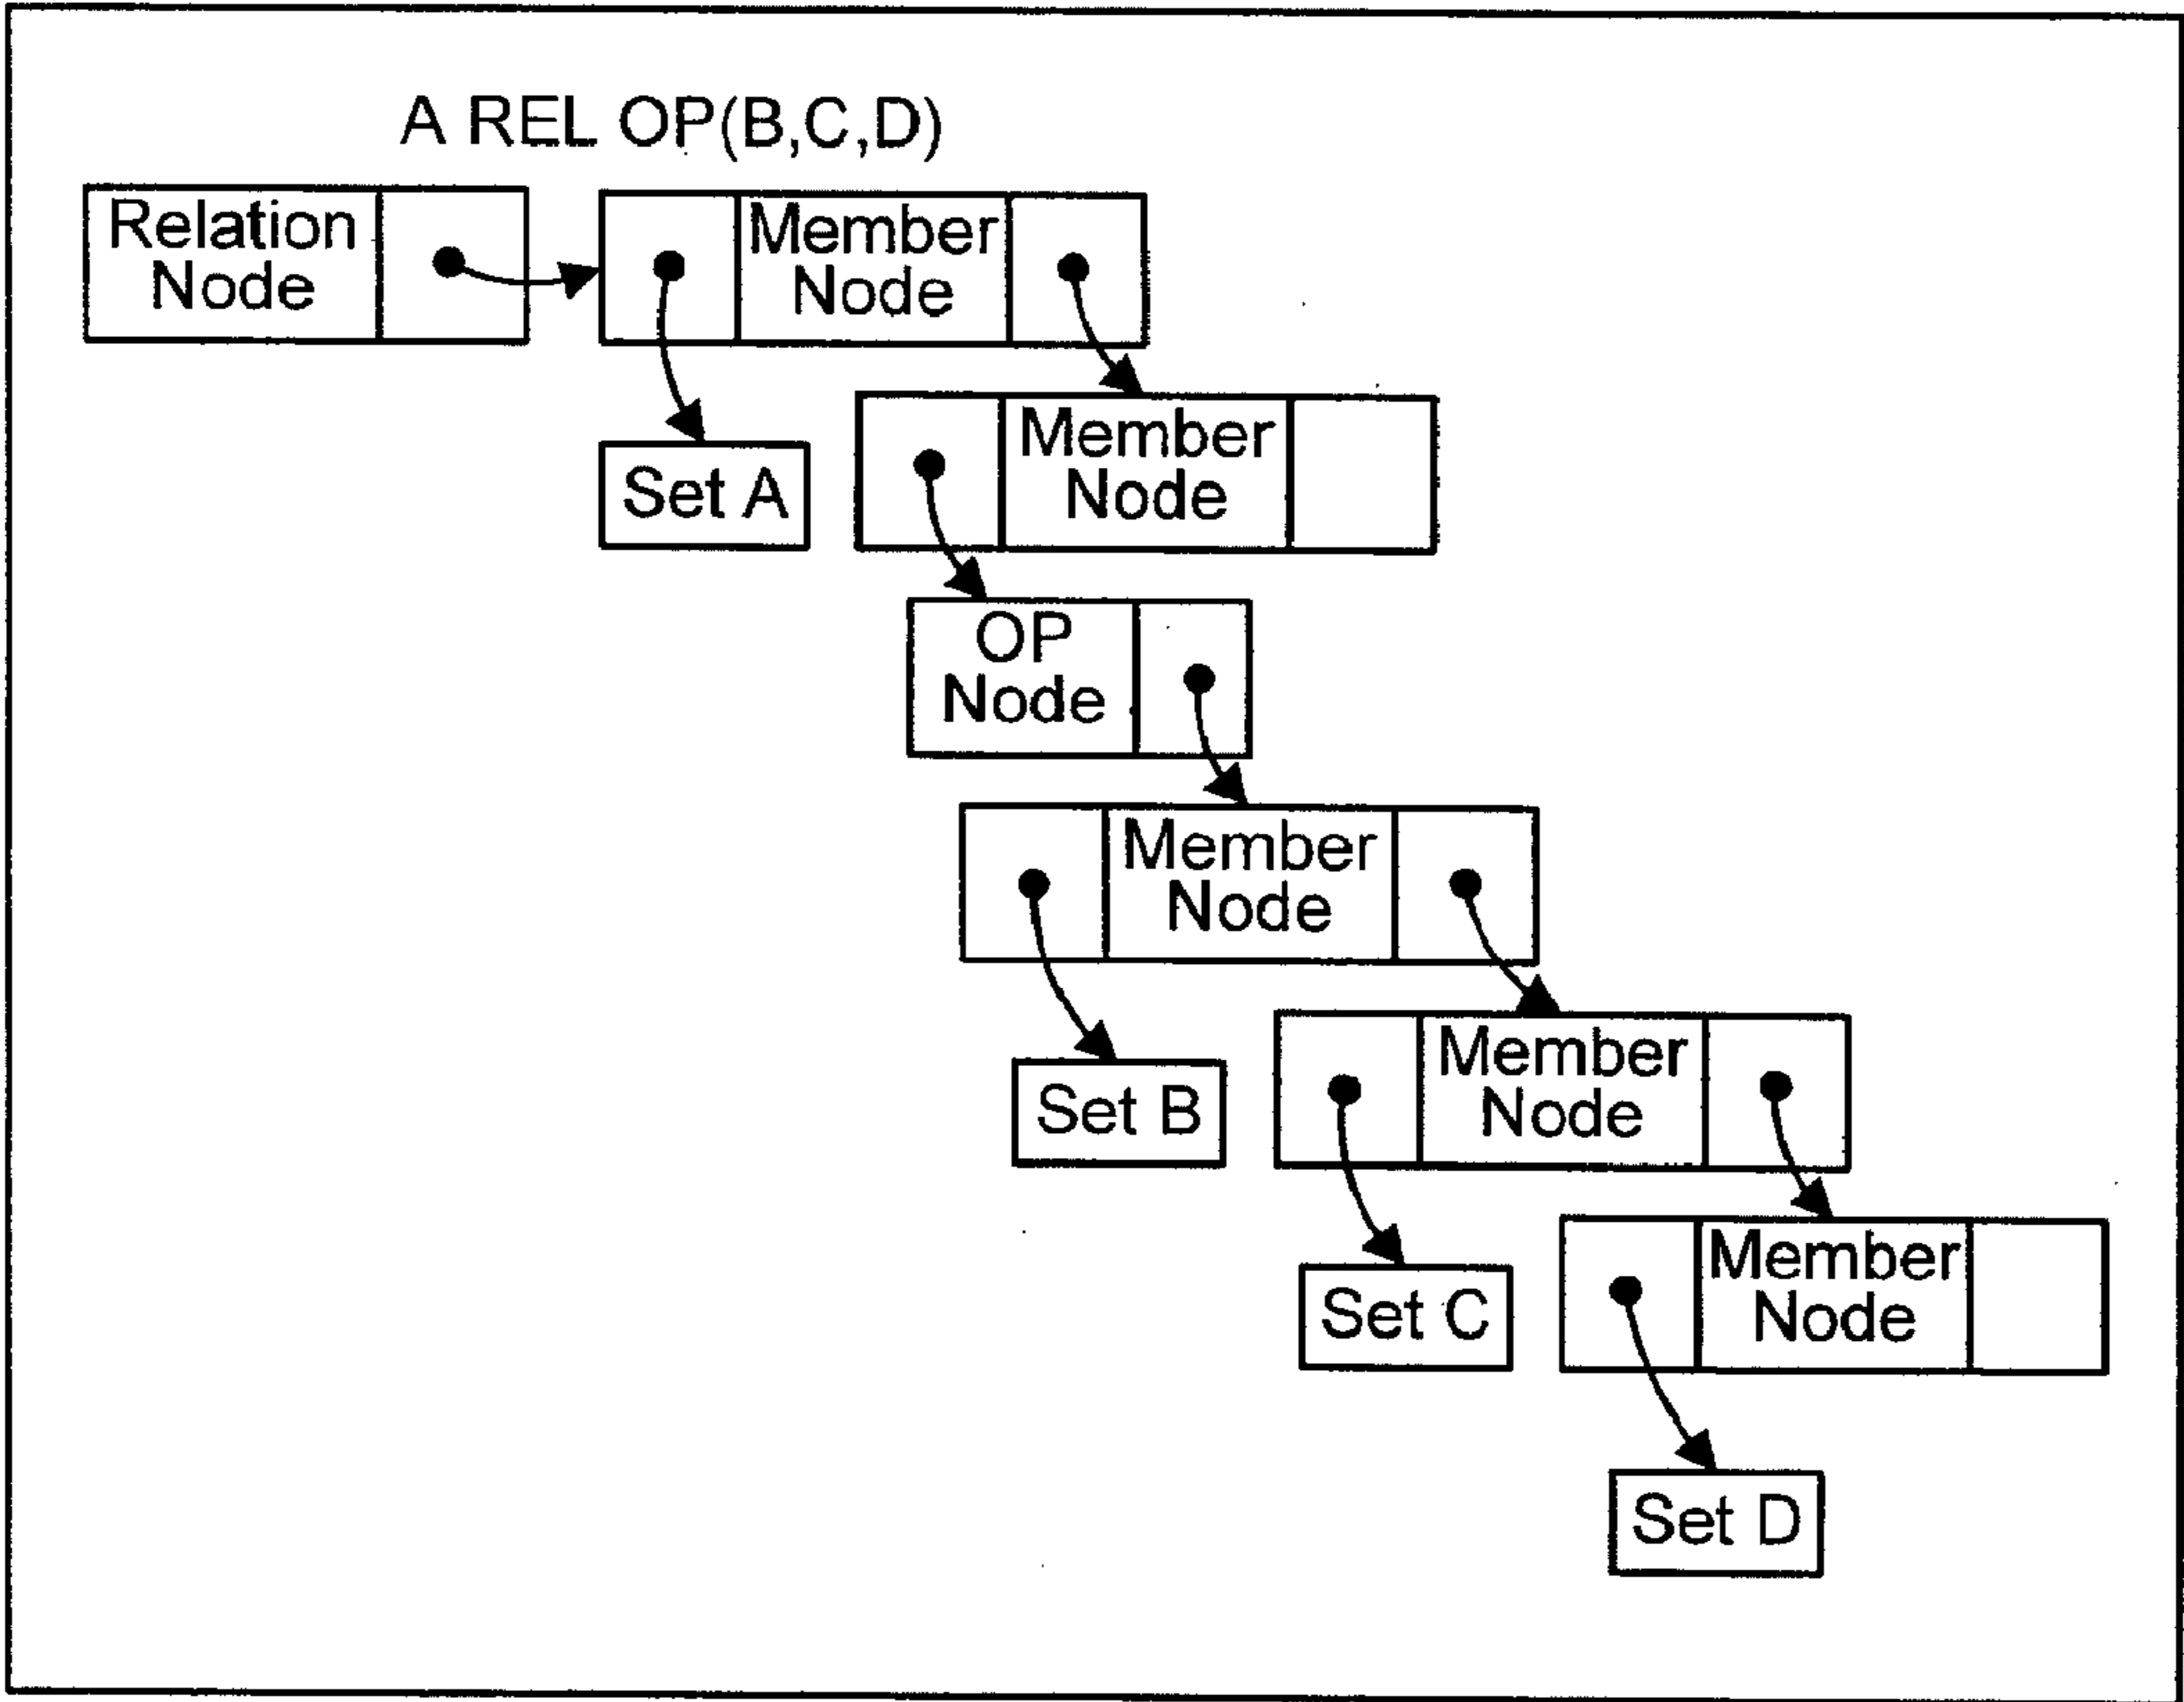 A REL OP(B,C,D)
Relation
Node
Member
Node
Set A
Member
Node
OP
Node
Member
Node
Set B
Member
Node
Set C
Member
Node
Set D